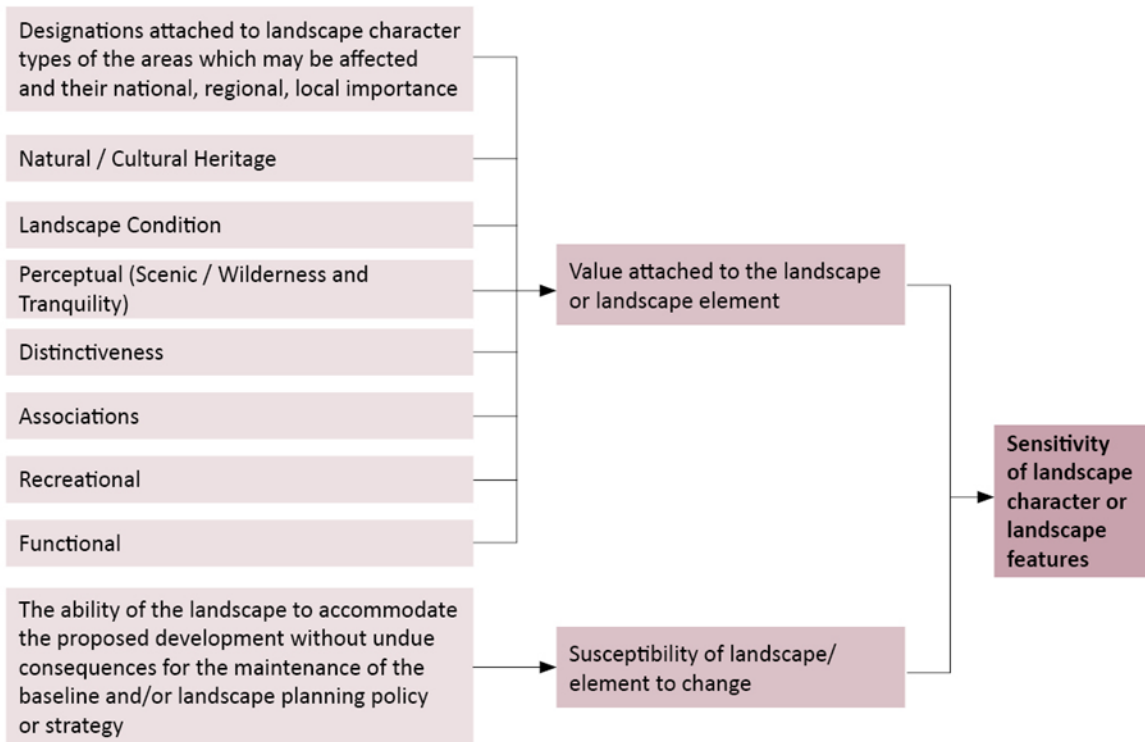 Designations attached to landscape character
types of the areas which may be affected
and their national, regional, local importance
Natural / Cultural Heritage
Landscape Condition
Perceptual (Scenic / Wilderness and
Tranquility)
Distinctiveness
Associations
Recreational
Functional
The ability of the landscape to accommodate
the proposed development without undue
consequences for the maintenance of the
baseline and/or landscape planning policy
or strategy
Value attached to the landscape
or landscape element
Susceptibility of landscape/
element to change
Sensitivity
of landscape
character or
landscape
features